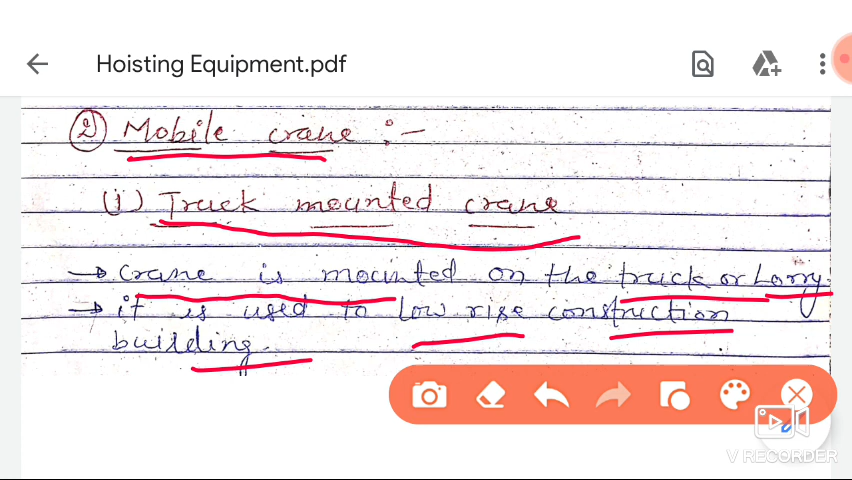 Hoisting Equipment.pdf
② Mobile crane :-
(i) Truck mounted crane
→ crane is mounted on the truck or Lorry.
→ it is used to low rise construction
building.
V RECORDER